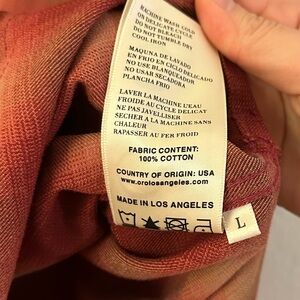 MACHINE WASH COLD
ON DELICATE CYCLE
DO NOT BLEACH
DO NOT TUMBLE DRY
COOL IRON
MAQUNA DE LAVADO
EN FRIO EN CICLO DELICADO
NO USE BLANQUEADOR
NO USAR SECADORA
PLANCHA FRIO
LAVER LA MACHINE L'EAU
FROIDE AU CYCLE DELICAT
NE PAS JAVELLISER
SECHER A LA MACHINE SANS
CHALEUR
RAPASSER AU FER FROID
FABRIC CONTENT:
100% COTTON
COUNTRY OF ORIGIN: USA
www.crolosangeles.com
MADE IN LOS ANGELES
L